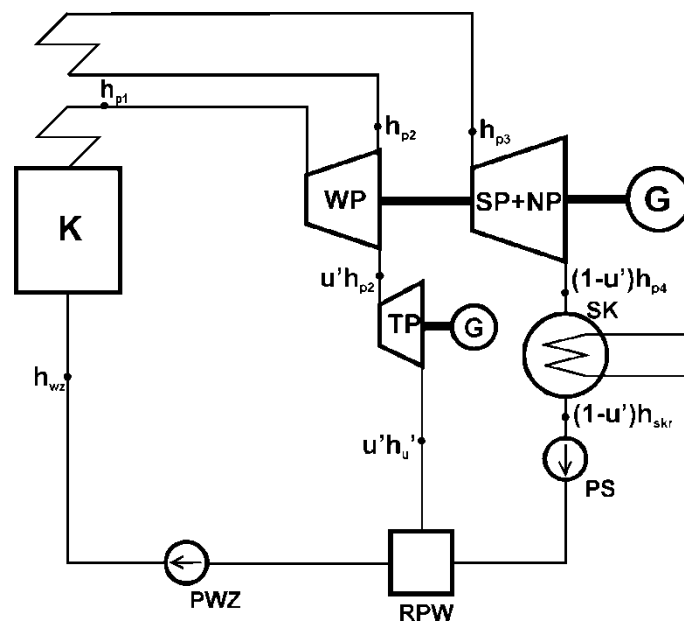 h_p1
h_p2
h_p3
K
WP
SP+NP
G
u'h_p2
(1-u')h_p4
SK
TP
G
h_wz
(1-u')h_skr
u'h_u'
PS
PWZ
RPW